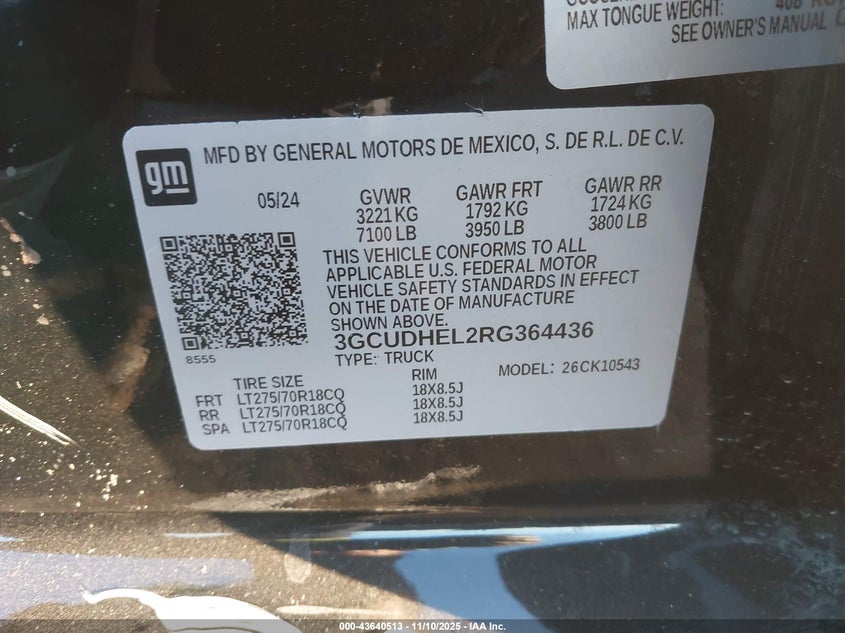 MAX TONGUE WEIGHT: 408
SEE OWNER'S MANUAL
gm
MFD BY GENERAL MOTORS DE MEXICO, S. DE R.L. DE C.V.
05/24 GVWR GAWR FRT GAWR RR
3221 KG 1792 KG 1724 KG
7100 LB 3950 LB 3800 LB
THIS VEHICLE CONFORMS TO ALL
APPLICABLE U.S. FEDERAL MOTOR
VEHICLE SAFETY STANDARDS IN EFFECT
ON THE DATE OF MANUFACTURE
SHOWN ABOVE.
8555
3GCUDHEL2RG364436
TYPE: TRUCK MODEL: 26CK10543
TIRE SIZE RIM
FRT LT275/70R18CQ 18X8.5J
RR LT275/70R18CQ 18X8.5J
SPA LT275/70R18CQ 18X8.5J
000-43640513 — 11/10/2025 — IAA Inc.